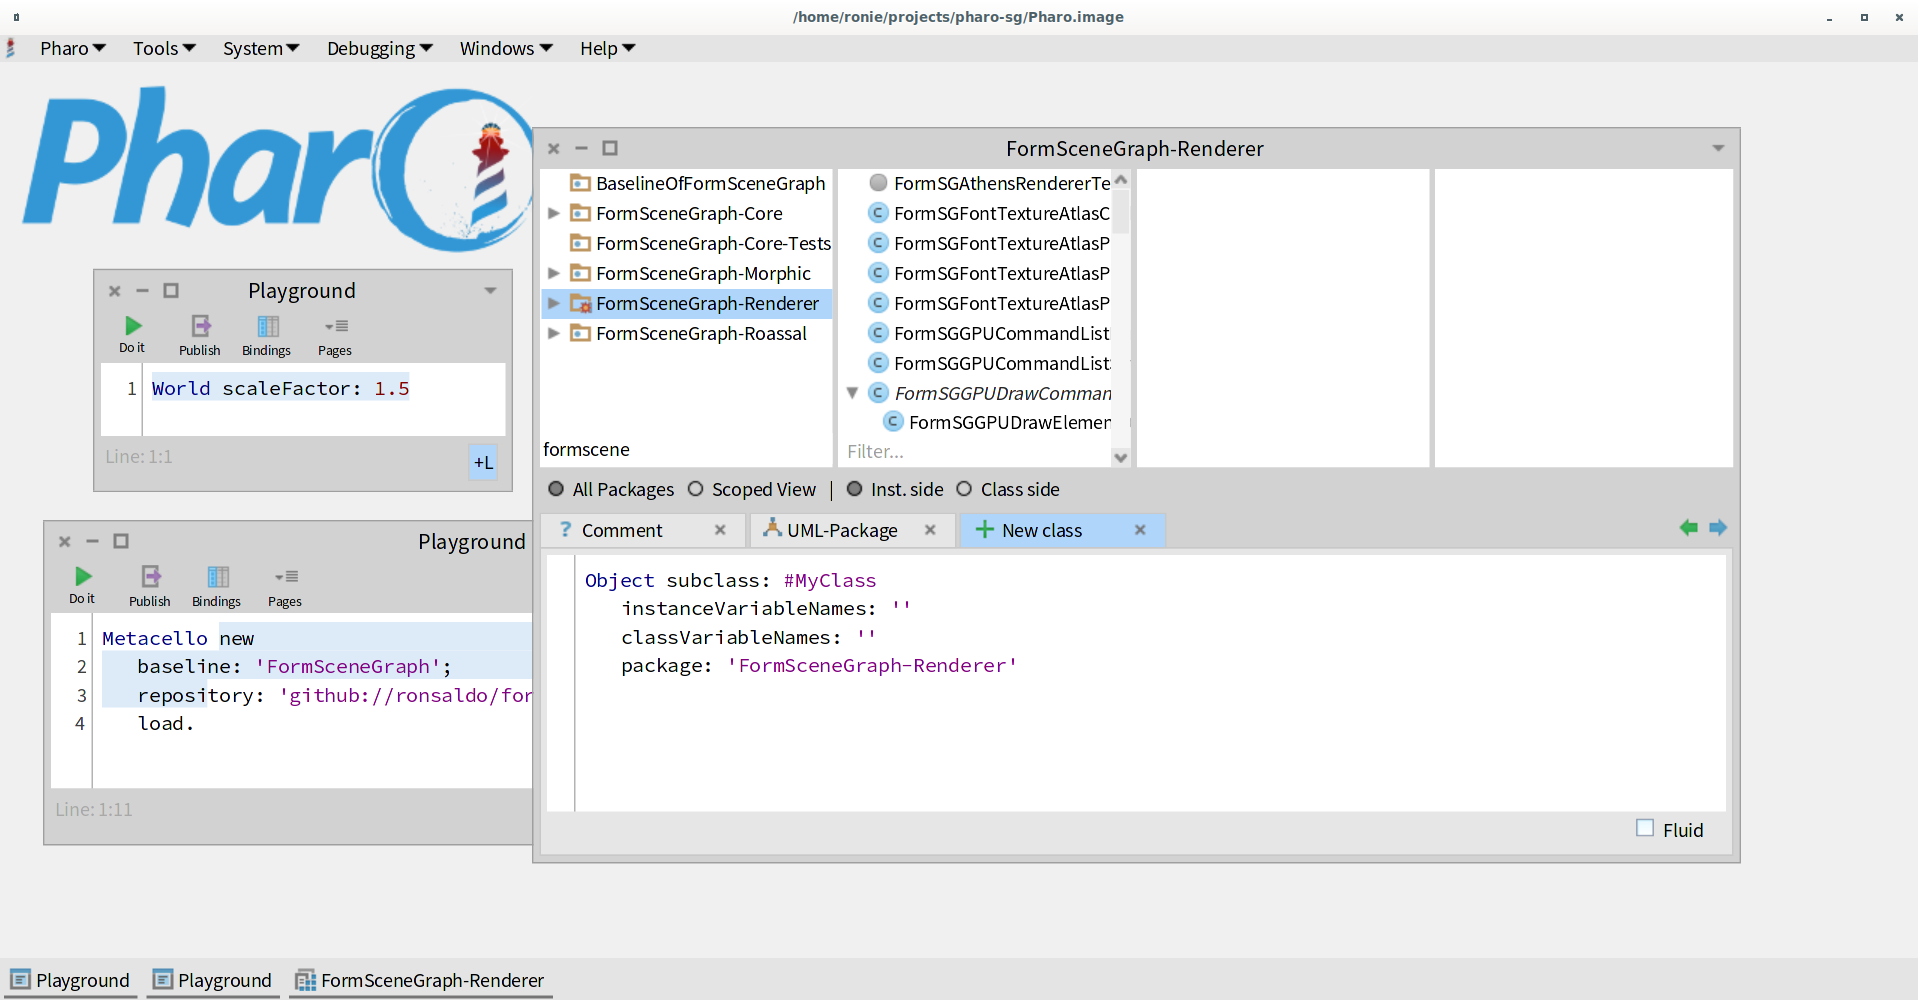 /home/ronie/projects/pharo-sg/Pharo.image
Pharo Tools System Debugging Windows Help
Pharo
Playground
Do it Publish Bindings Pages
1 World scaleFactor: 1.5
Line: 1:1
+L
Playground
Do it Publish Bindings Pages
1 Metacello new
2 baseline: 'FormSceneGraph';
3 repository: 'github://ronsaldo/for
4 load.
Line: 1:11
FormSceneGraph-Renderer
BaselineOfFormSceneGraph
FormSceneGraph-Core
FormSceneGraph-Core-Tests
FormSceneGraph-Morphic
FormSceneGraph-Renderer
FormSceneGraph-Roassal
formscene
FormSGAthensRendererTe
C FormSGFontTextureAtlasC
C FormSGFontTextureAtlasP
C FormSGFontTextureAtlasP
C FormSGFontTextureAtlasP
C FormSGGPUCommandList
C FormSGGPUCommandList
C FormSGGPUDrawComman
C FormSGGPUDrawElemen
Filter...
All Packages Scoped View | Inst. side Class side
? Comment UML-Package New class
Object subclass: #MyClass
instanceVariableNames: ''
classVariableNames: ''
package: 'FormSceneGraph-Renderer'
Fluid
Playground Playground FormSceneGraph-Renderer